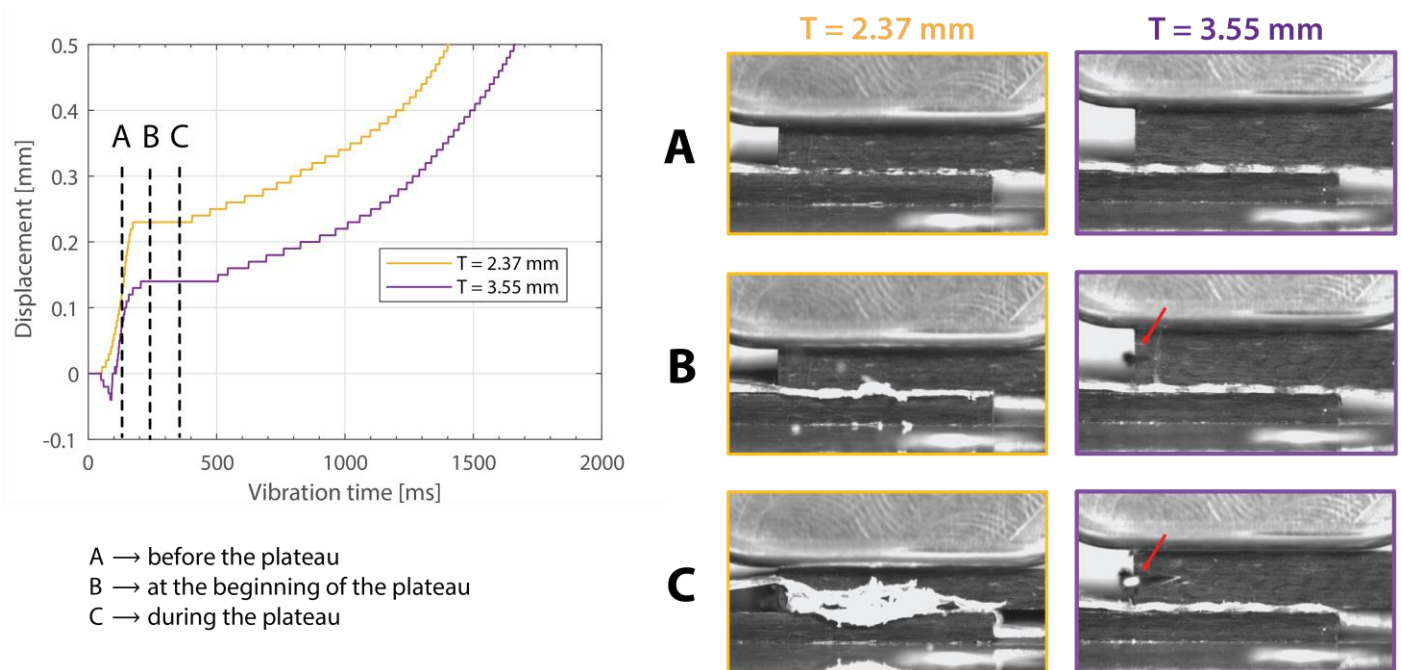 T = 2.37 mm
T = 3.55 mm
0.5
0.4
0.3
0.2
0.1
0
-0.1
Displacement [mm]
A B C
T = 2.37 mm
T = 3.55 mm
0 500 1000 1500 2000
Vibration time [ms]
A → before the plateau
B → at the beginning of the plateau
C → during the plateau
A
B
C